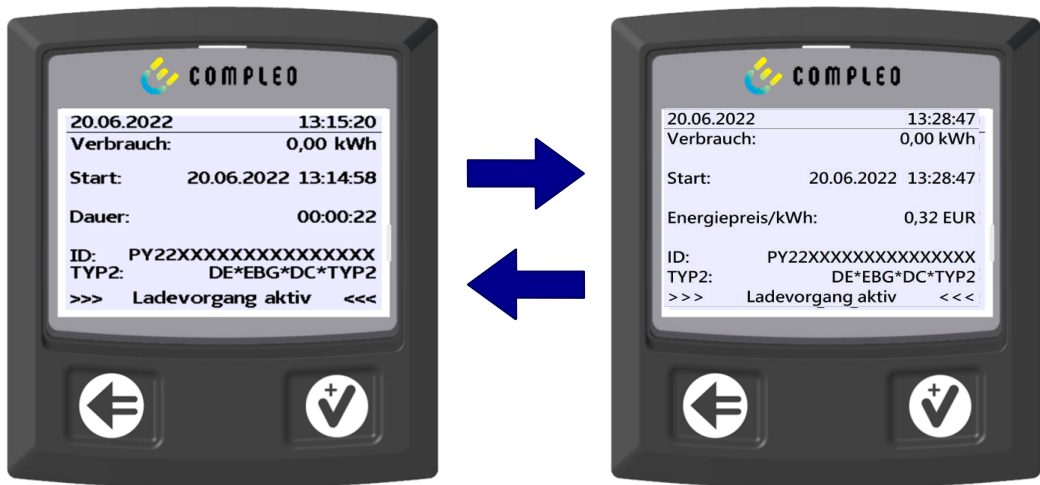 COMPLEO
20.06.2022 13:15:20
Verbrauch: 0,00 kWh
Start: 20.06.2022 13:14:58
Dauer: 00:00:22
ID: PY22XXXXXXXXXXXXXXX
TYP2: DE*EBG*DC*TYP2
>>> Ladevorgang aktiv <<<
COMPLEO
20.06.2022 13:28:47
Verbrauch: 0,00 kWh
Start: 20.06.2022 13:28:47
Energiepreis/kWh: 0,32 EUR
ID: PY22XXXXXXXXXXXXXXX
TYP2: DE*EBG*DC*TYP2
>>> Ladevorgang aktiv <<<